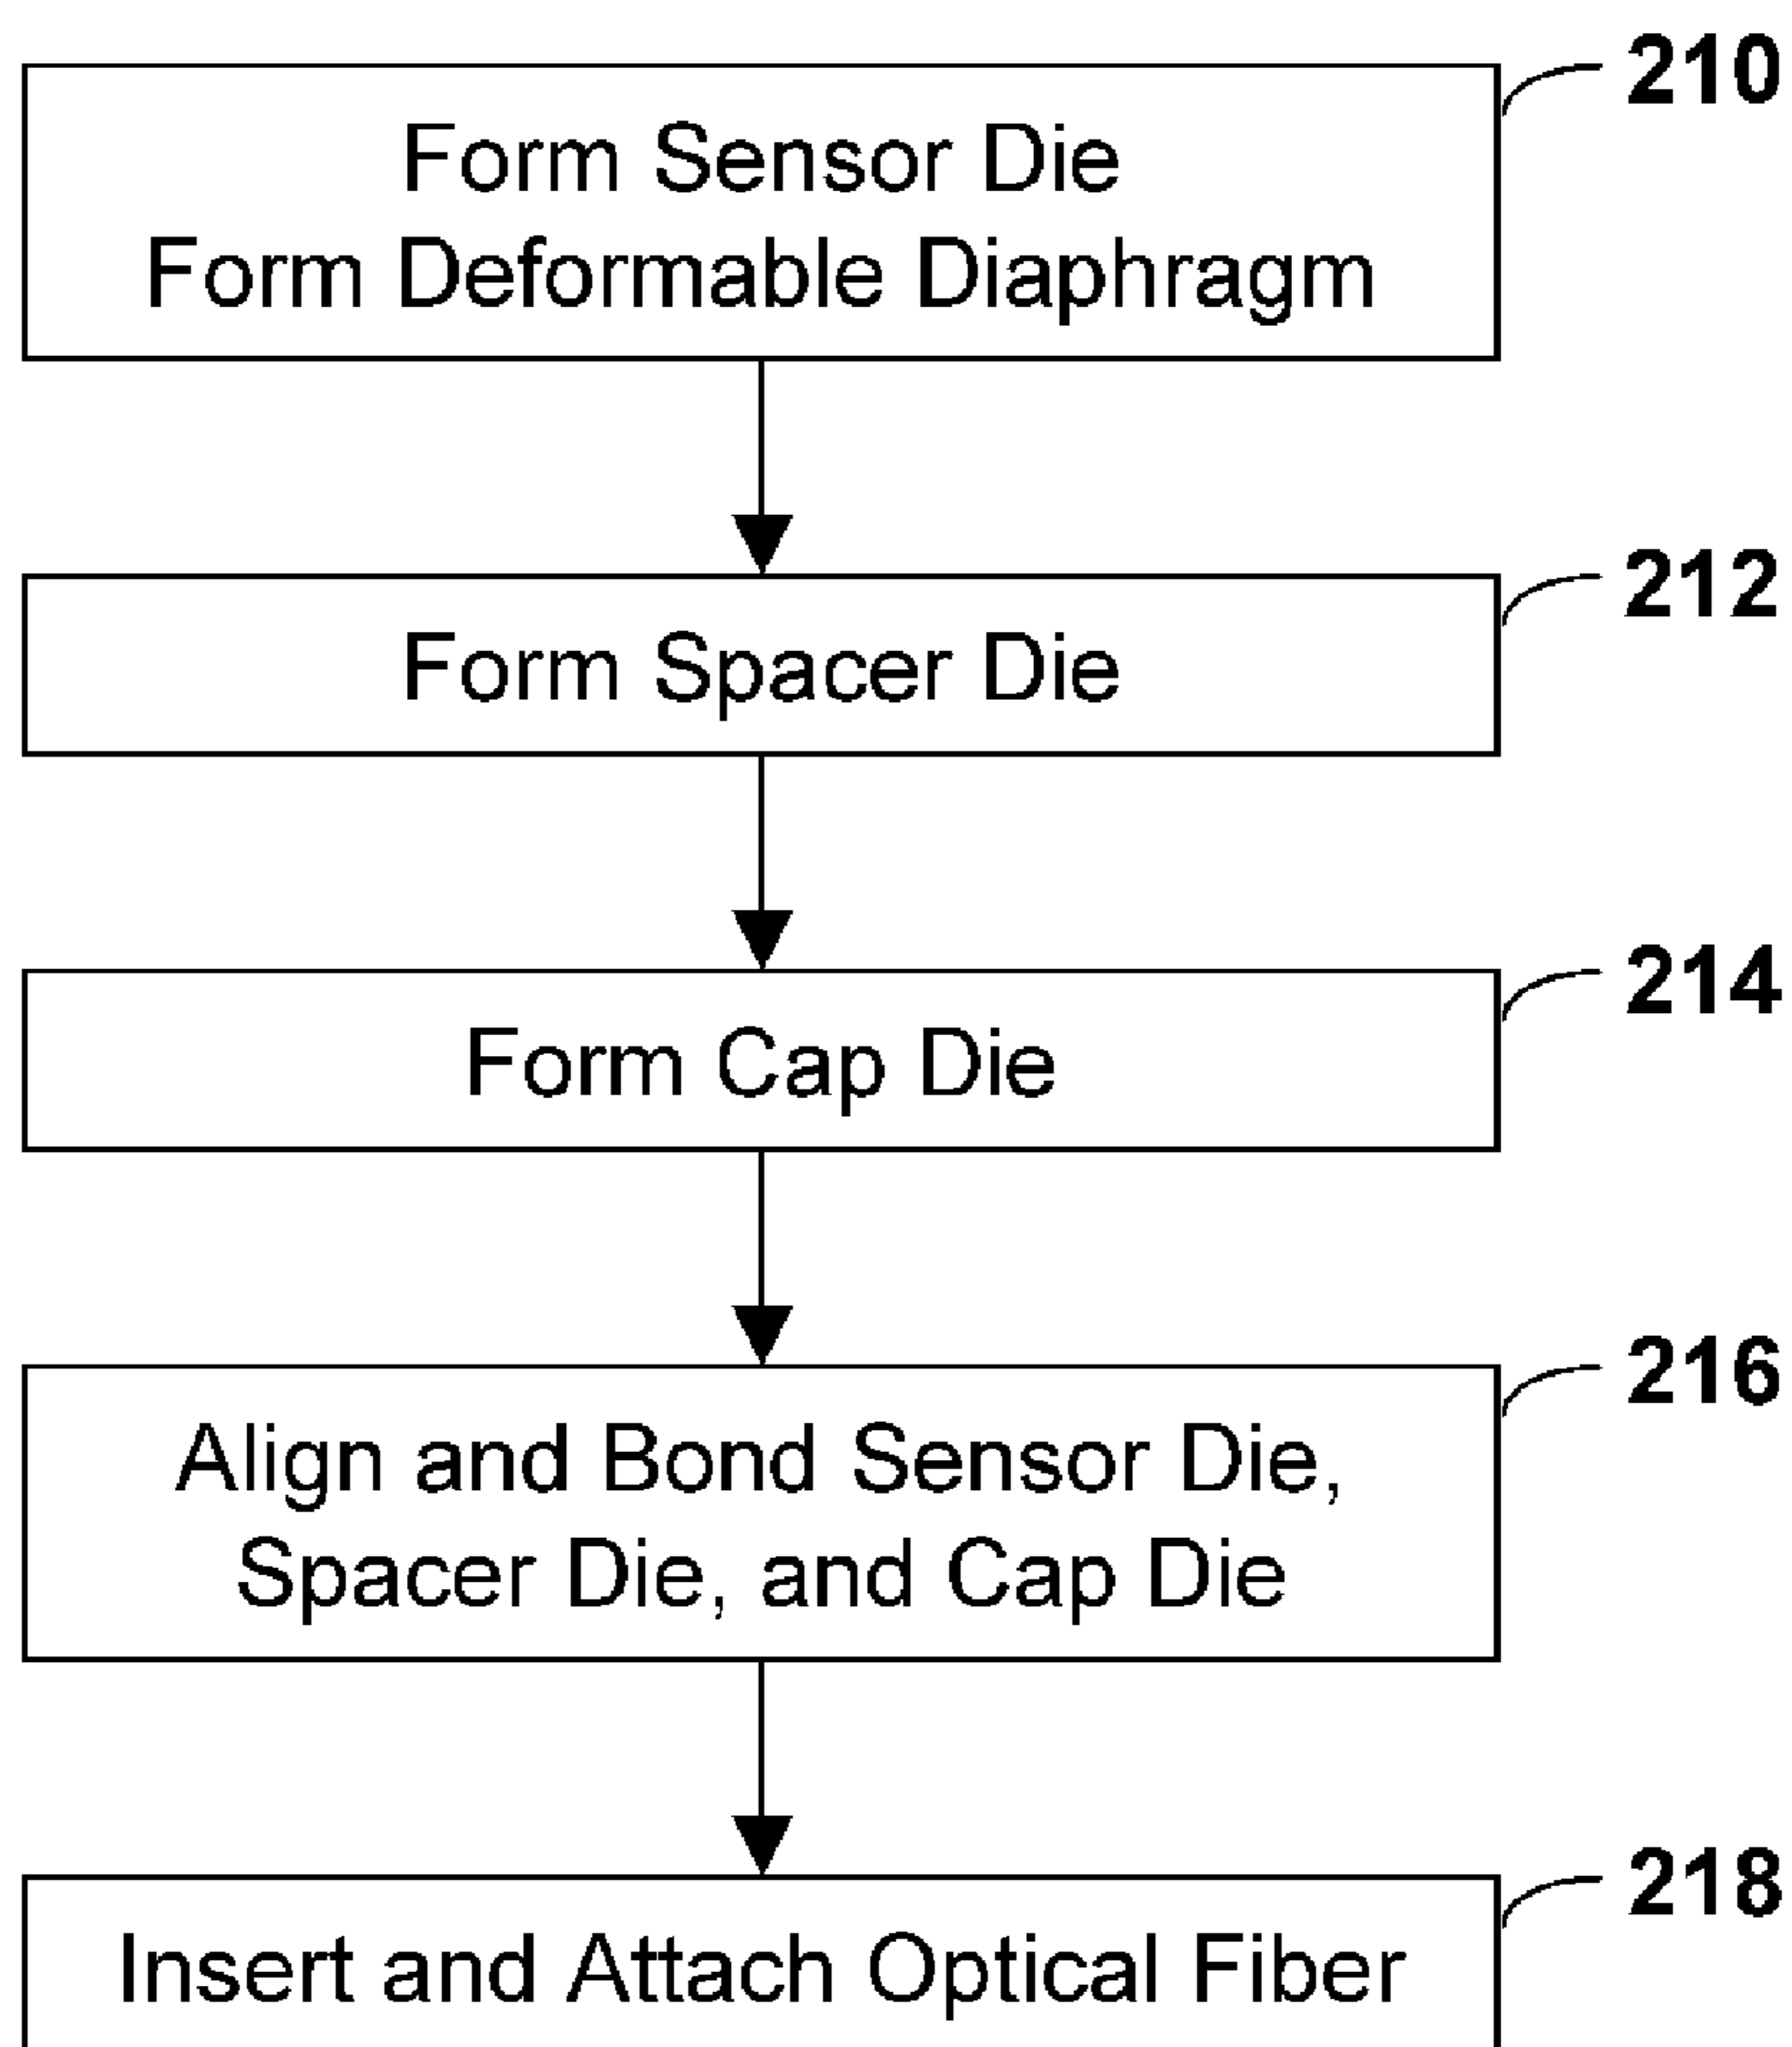 210
Form Sensor Die
Form Deformable Diaphragm
212
Form Spacer Die
214
Form Cap Die
216
Align and Bond Sensor Die,
Spacer Die, and Cap Die
218
Insert and Attach Optical Fiber